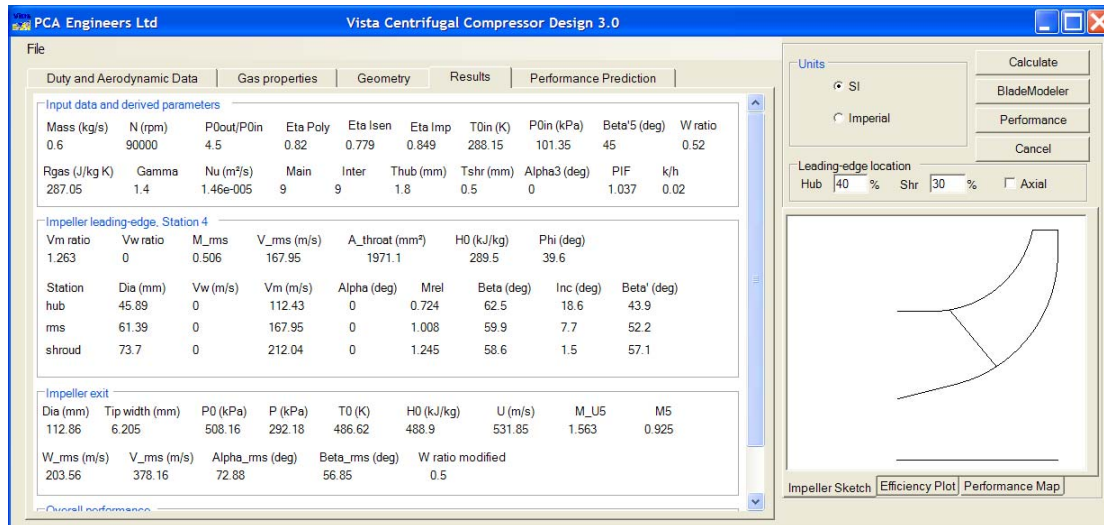 PCA Engineers Ltd Vista Centrifugal Compressor Design 3.0
File
Duty and Aerodynamic Data Gas properties Geometry Results Performance Prediction
Input data and derived parameters
Mass (kg/s) N (rpm) P0out/P0in Eta Poly Eta Isen Eta Imp T0in (K) P0in (kPa) Beta'5 (deg) W ratio
0.6 90000 4.5 0.82 0.779 0.849 288.15 101.35 45 0.52
Rgas (J/kg K) Gamma Nu (m²/s) Main Inter Thub (mm) Tshr (mm) Alpha3 (deg) PIF k/h
287.05 1.4 1.46e-005 9 9 1.8 0.5 0 1.037 0.02
Impeller leading-edge, Station 4
Vm ratio Vw ratio M_rms V_rms (m/s) A_throat (mm²) H0 (kJ/kg) Phi (deg)
1.263 0 0.506 167.95 1971.1 289.5 39.6
Station Dia (mm) Vw (m/s) Vm (m/s) Alpha (deg) Mrel Beta (deg) Inc (deg) Beta' (deg)
hub 45.89 0 112.43 0 0.724 62.5 18.6 43.9
rms 61.39 0 167.95 0 1.008 59.9 7.7 52.2
shroud 73.7 0 212.04 0 1.245 58.6 1.5 57.1
Impeller exit
Dia (mm) Tip width (mm) P0 (kPa) P (kPa) T0 (K) H0 (kJ/kg) U (m/s) M_U5 M5
112.86 6.205 508.16 292.18 486.62 488.9 531.85 1.563 0.925
W_rms (m/s) V_rms (m/s) Alpha_rms (deg) Beta_rms (deg) W ratio modified
203.56 378.16 72.88 56.85 0.5
Overall performance
Units
SI
Imperial
Calculate
BladeModeler
Performance
Cancel
Leading-edge location
Hub 40 % Shr 30 % Axial
Impeller Sketch Efficiency Plot Performance Map